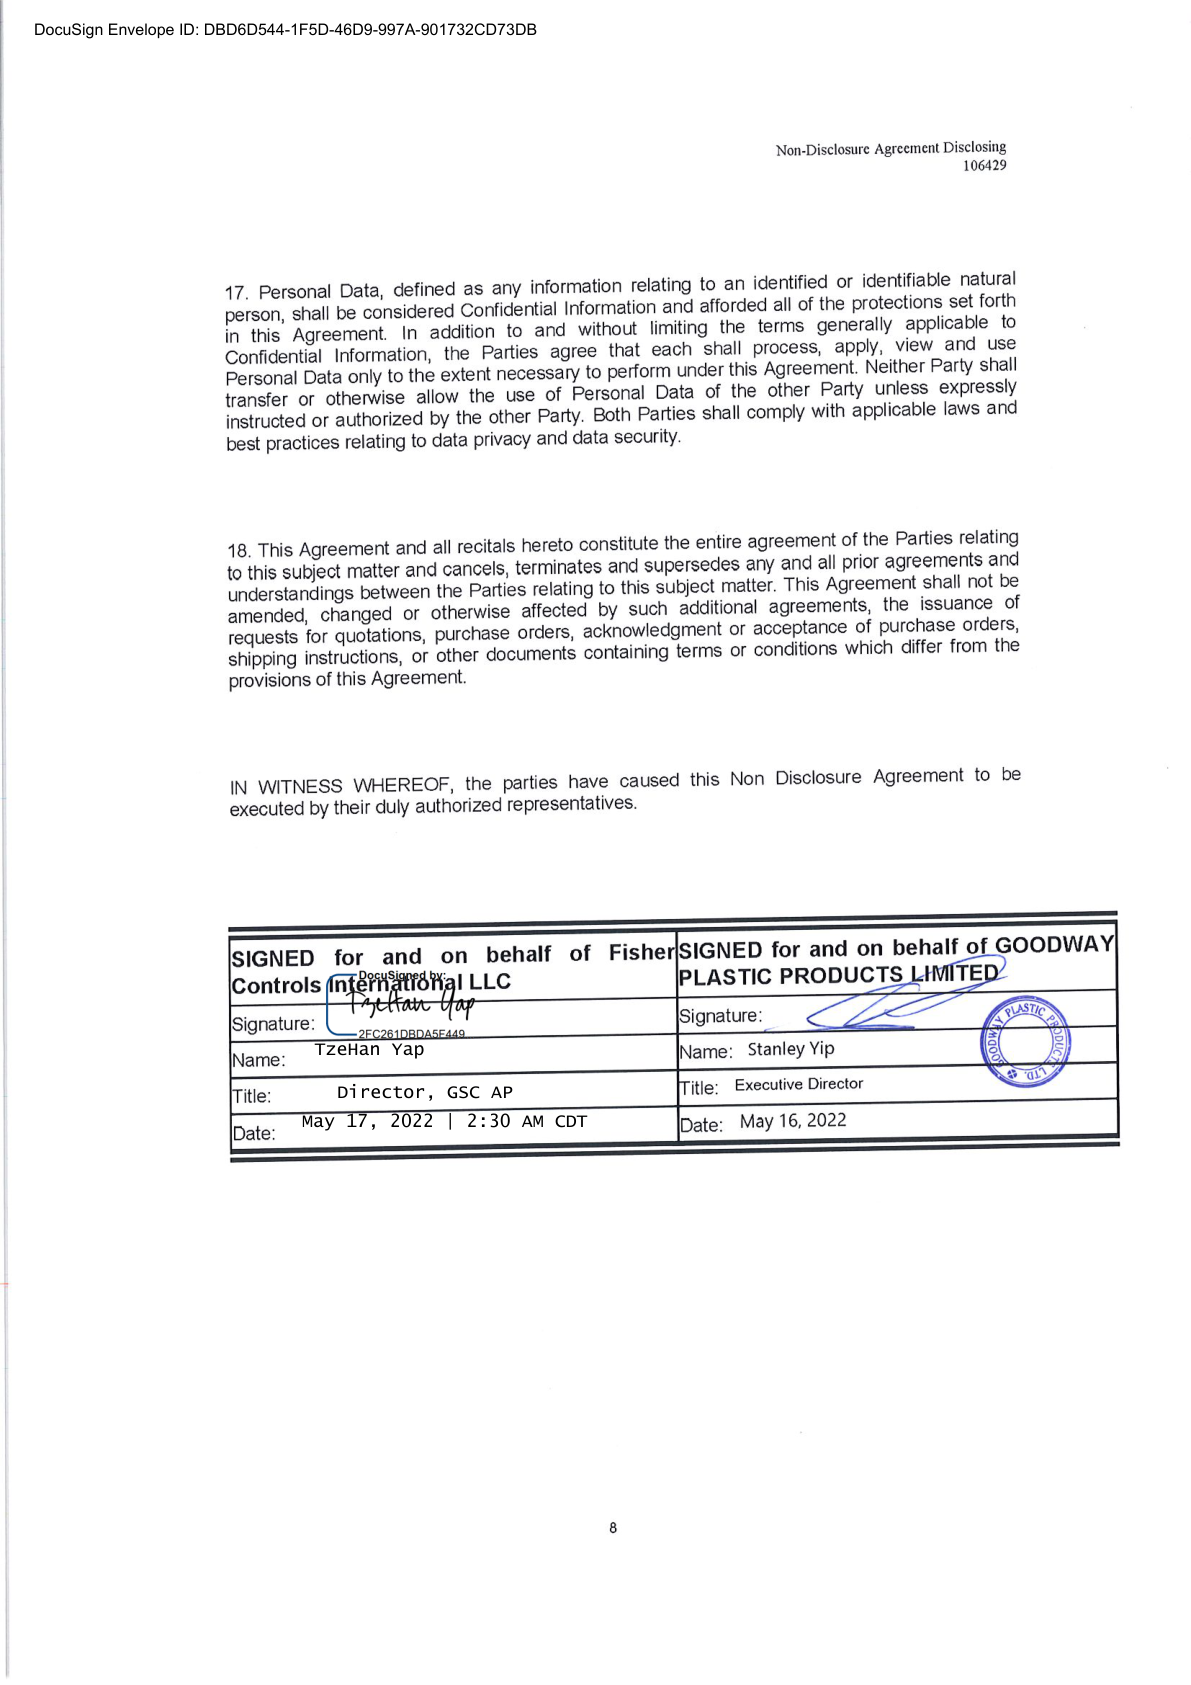 DocuSign Envelope ID: DBD6D544-1F5D-46D9-997A-901732CD73DB
Non-Disclosure Agreement Disclosing
106429
17. Personal Data, defined as any information relating to an identified or identifiable natural
person, shall be considered Confidential Information and afforded all of the protections set forth
in this Agreement. In addition to and without limiting the terms generally applicable to
Confidential Information, the Parties agree that each shall process, apply, view and use
Personal Data only to the extent necessary to perform under this Agreement. Neither Party shall
transfer or otherwise allow the use of Personal Data of the other Party unless expressly
instructed or authorized by the other Party. Both Parties shall comply with applicable laws and
best practices relating to data privacy and data security.
18. This Agreement and all recitals hereto constitute the entire agreement of the Parties relating
to this subject matter and cancels, terminates and supersedes any and all prior agreements and
understandings between the Parties relating to this subject matter. This Agreement shall not be
amended, changed or otherwise affected by such additional agreements, the issuance of
requests for quotations, purchase orders, acknowledgment or acceptance of purchase orders,
shipping instructions, or other documents containing terms or conditions which differ from the
provisions of this Agreement.
IN WITNESS WHEREOF, the parties have caused this Non Disclosure Agreement to be
executed by their duly authorized representatives.
SIGNED for and on behalf of Fisher
Controls International LLC
DocuSigned by:
Signature: TzeHan Yap
2FC261DBDA5F449
Name: TzeHan Yap
Title: Director, GSC AP
Date: May 17, 2022 | 2:30 AM CDT
SIGNED for and on behalf of GOODWAY
PLASTIC PRODUCTS LIMITED
Signature:
GOODWAY PLASTIC PRODUCTS LTD.
Name: Stanley Yip
Title: Executive Director
Date: May 16, 2022
8